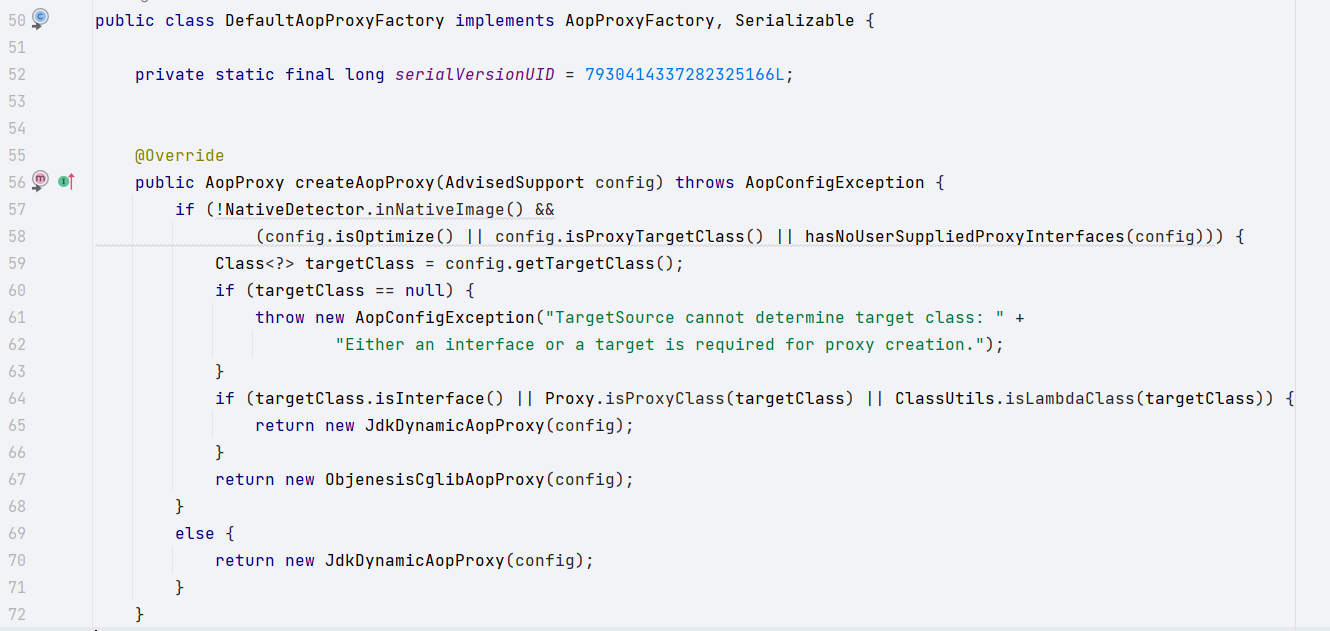 50 public class DefaultAopProxyFactory implements AopProxyFactory, Serializable {
51
52 private static final long serialVersionUID = 7930414337282325166L;
53
54
55 @Override
56 public AopProxy createAopProxy(AdvisedSupport config) throws AopConfigException {
57 if (!NativeDetector.inNativeImage() &&
58 (config.isOptimize() || config.isProxyTargetClass() || hasNoUserSuppliedProxyInterfaces(config))) {
59 Class<?> targetClass = config.getTargetClass();
60 if (targetClass == null) {
61 throw new AopConfigException("TargetSource cannot determine target class: " +
62 "Either an interface or a target is required for proxy creation.");
63 }
64 if (targetClass.isInterface() || Proxy.isProxyClass(targetClass) || ClassUtils.isLambdaClass(targetClass)) {
65 return new JdkDynamicAopProxy(config);
66 }
67 return new ObjenesisCglibAopProxy(config);
68 }
69 else {
70 return new JdkDynamicAopProxy(config);
71 }
72 }